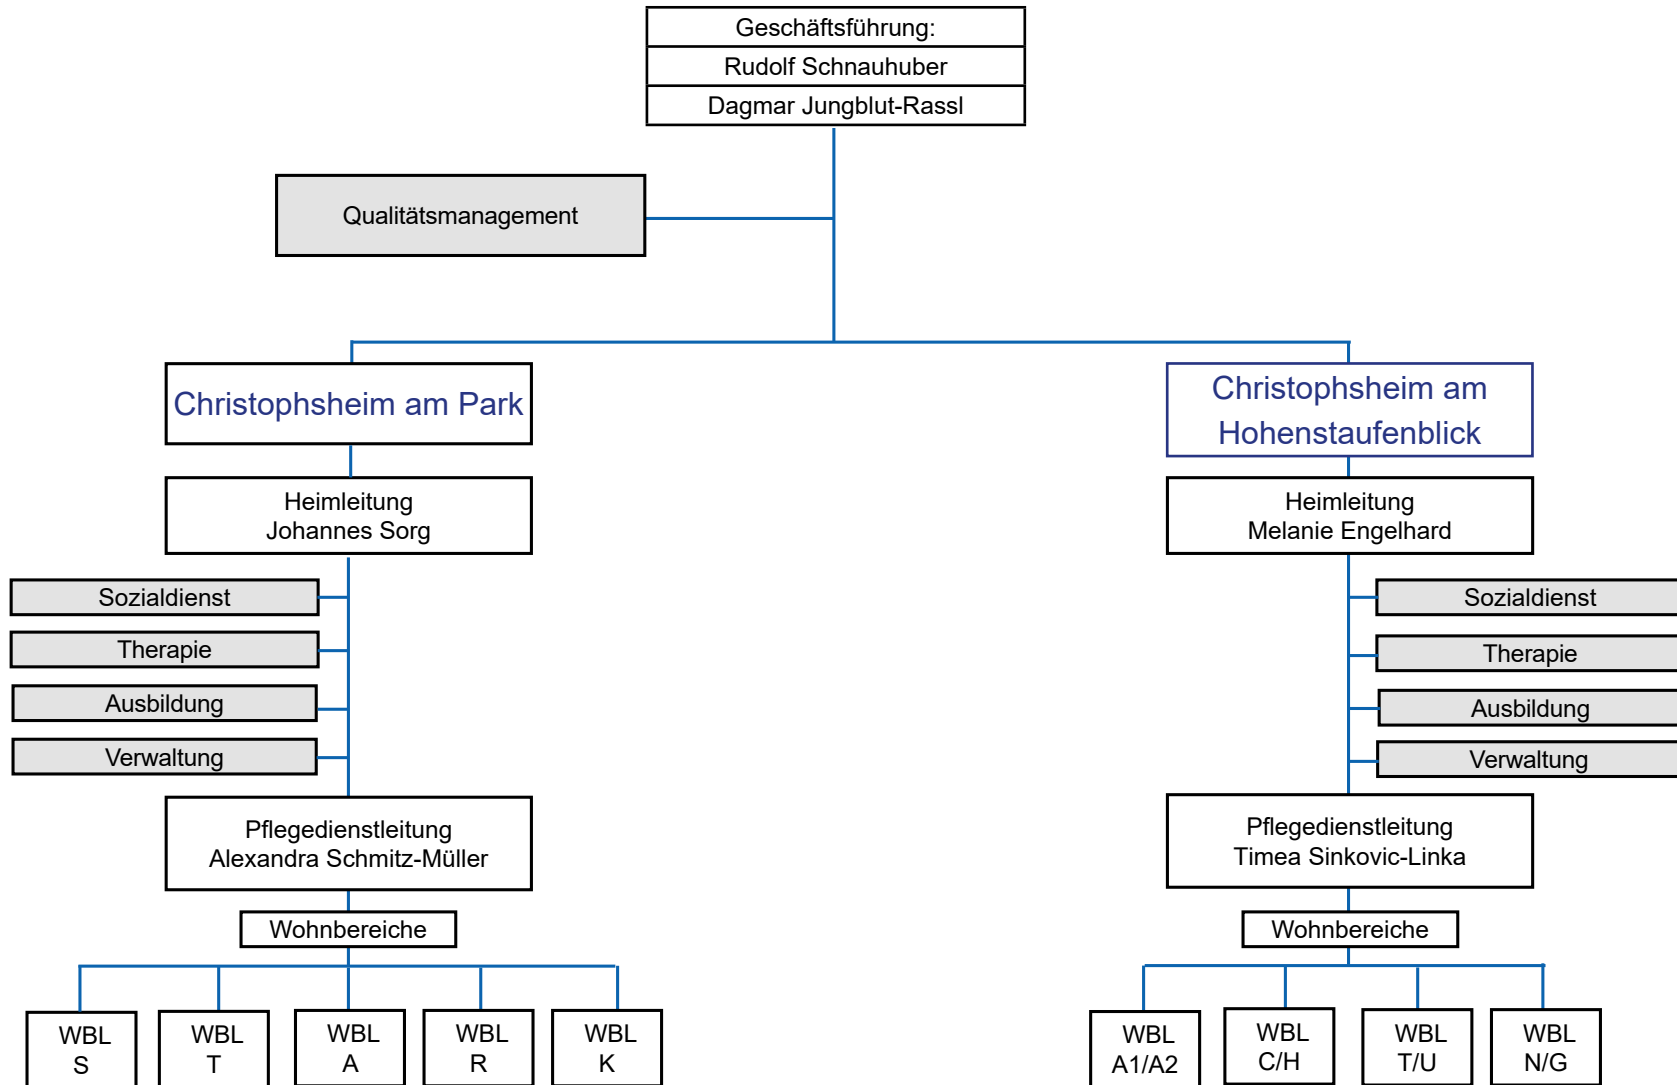 Geschäftsführung:
Rudolf Schnauhuber
Dagmar Jungblut-Rassl
Qualitätsmanagement
Christophsheim am Park
Heimleitung
Johannes Sorg
Sozialdienst
Therapie
Ausbildung
Verwaltung
Pflegedienstleitung
Alexandra Schmitz-Müller
Wohnbereiche
WBL
S
WBL
T
WBL
A
WBL
R
WBL
K
Christophsheim am
Hohenstaufenblick
Heimleitung
Melanie Engelhard
Sozialdienst
Therapie
Ausbildung
Verwaltung
Pflegedienstleitung
Timea Sinkovic-Linka
Wohnbereiche
WBL
A1/A2
WBL
C/H
WBL
T/U
WBL
N/G